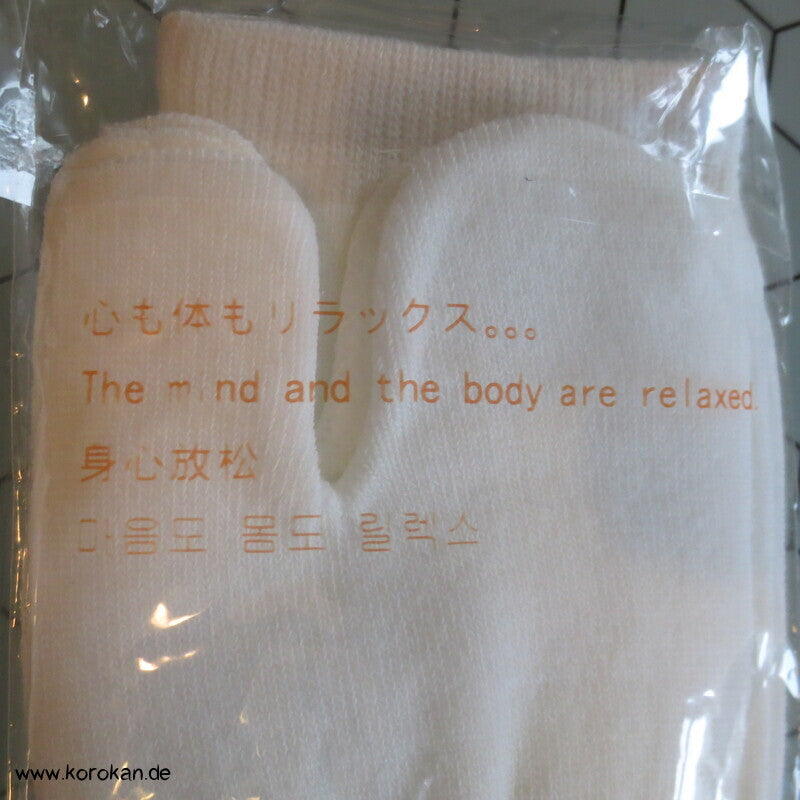 心も体もリラックス。。。
The mind and the body are relaxed.
身心放松
마음도 몸도 릴렉스
www.korokan.de